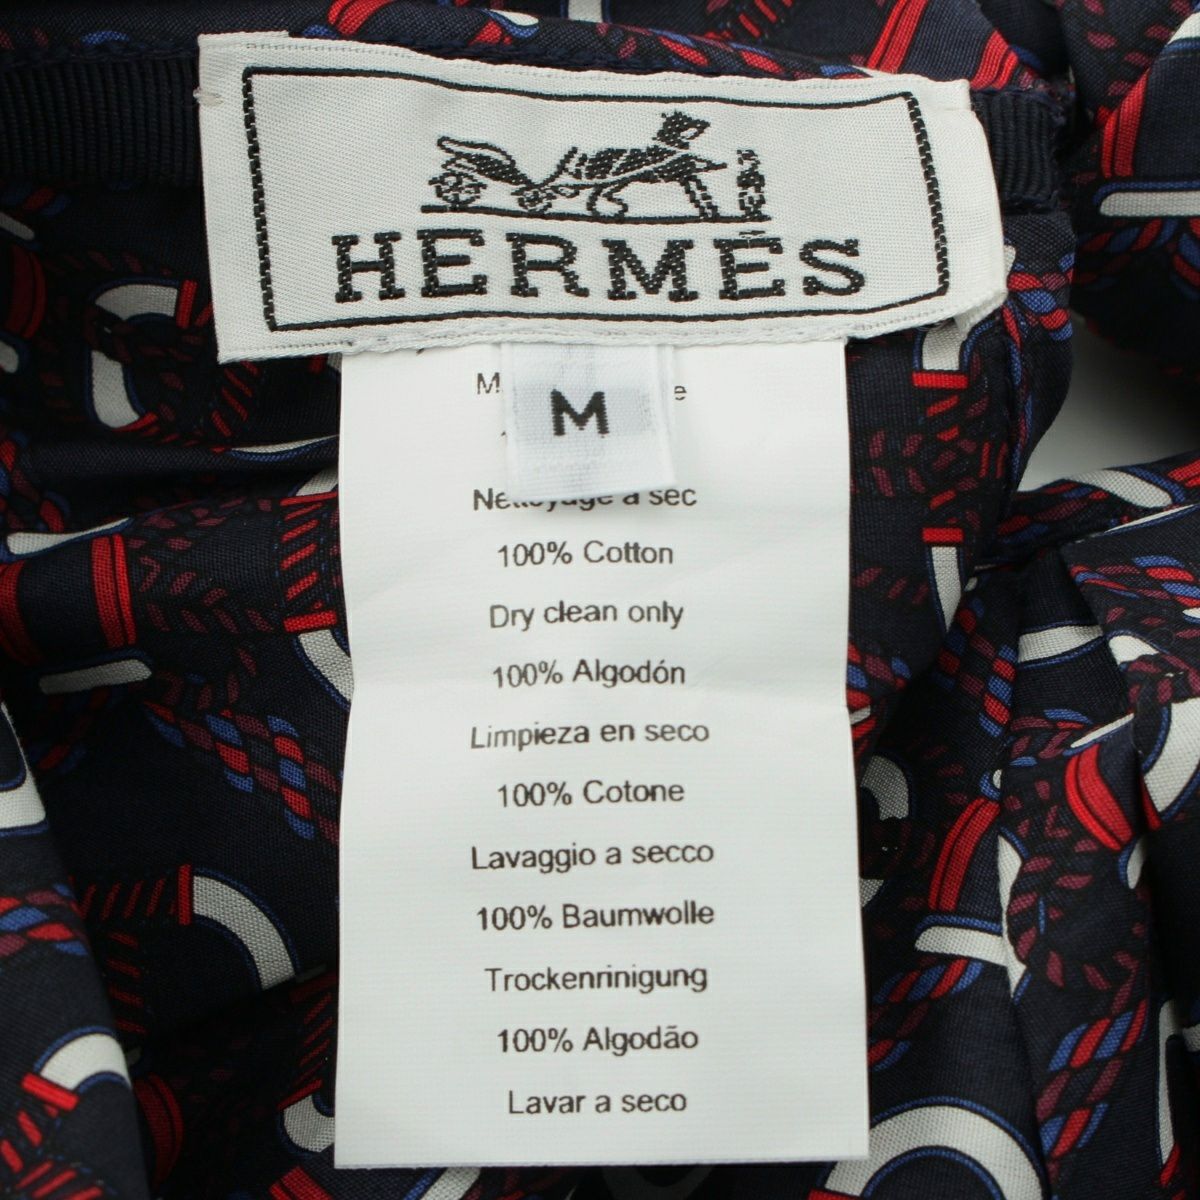 HERMES
M
Nettoyage a sec
100% Cotton
Dry clean only
100% Algodón
Limpieza en seco
100% Cotone
Lavaggio a secco
100% Baumwolle
Trockenrinigung
100% Algodão
Lavar a seco